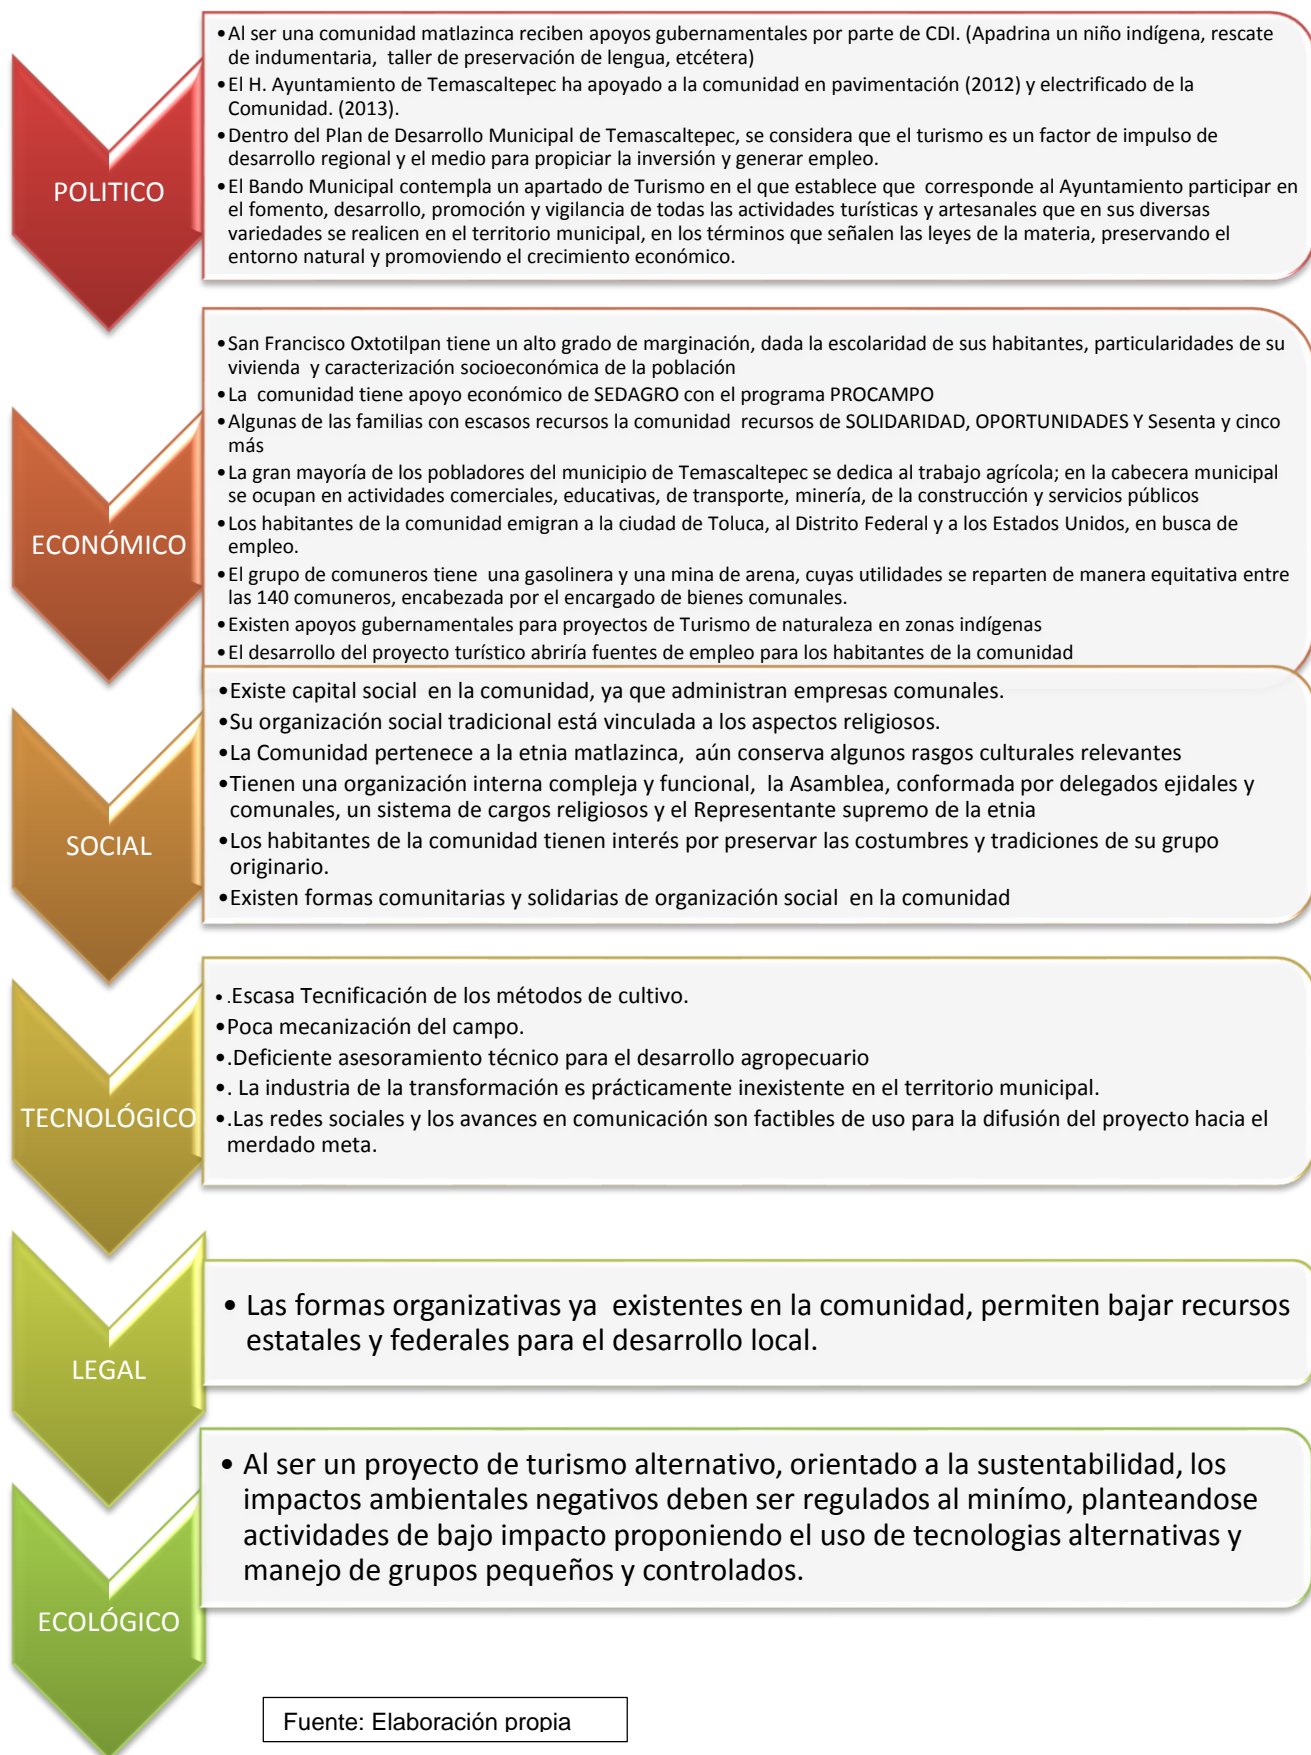 POLITICO
•Al ser una comunidad matlazinca reciben apoyos gubernamentales por parte de CDI. (Apadrina un niño indígena, rescate
de indumentaria, taller de preservación de lengua, etcétera)
•El H. Ayuntamiento de Temascaltepec ha apoyado a la comunidad en pavimentación (2012) y electrificado de la
Comunidad. (2013).
•Dentro del Plan de Desarrollo Municipal de Temascaltepec, se considera que el turismo es un factor de impulso de
desarrollo regional y el medio para propiciar la inversión y generar empleo.
•El Bando Municipal contempla un apartado de Turismo en el que establece que corresponde al Ayuntamiento participar en
el fomento, desarrollo, promoción y vigilancia de todas las actividades turísticas y artesanales que en sus diversas
variedades se realicen en el territorio municipal, en los términos que señalen las leyes de la materia, preservando el
entorno natural y promoviendo el crecimiento económico.
ECONÓMICO
•San Francisco Oxtotilpan tiene un alto grado de marginación, dada la escolaridad de sus habitantes, particularidades de su
vivienda y caracterización socioeconómica de la población
•La comunidad tiene apoyo económico de SEDAGRO con el programa PROCAMPO
•Algunas de las familias con escasos recursos la comunidad recursos de SOLIDARIDAD, OPORTUNIDADES Y Sesenta y cinco
más
•La gran mayoría de los pobladores del municipio de Temascaltepec se dedica al trabajo agrícola; en la cabecera municipal
se ocupan en actividades comerciales, educativas, de transporte, minería, de la construcción y servicios públicos
•Los habitantes de la comunidad emigran a la ciudad de Toluca, al Distrito Federal y a los Estados Unidos, en busca de
empleo.
•El grupo de comuneros tiene una gasolinera y una mina de arena, cuyas utilidades se reparten de manera equitativa entre
las 140 comuneros, encabezada por el encargado de bienes comunales.
•Existen apoyos gubernamentales para proyectos de Turismo de naturaleza en zonas indígenas
•El desarrollo del proyecto turístico abriría fuentes de empleo para los habitantes de la comunidad
SOCIAL
•Existe capital social en la comunidad, ya que administran empresas comunales.
•Su organización social tradicional está vinculada a los aspectos religiosos.
•La Comunidad pertenece a la etnia matlazinca, aún conserva algunos rasgos culturales relevantes
•Tienen una organización interna compleja y funcional, la Asamblea, conformada por delegados ejidales y
comunales, un sistema de cargos religiosos y el Representante supremo de la etnia
•Los habitantes de la comunidad tienen interés por preservar las costumbres y tradiciones de su grupo
originario.
•Existen formas comunitarias y solidarias de organización social en la comunidad
TECNOLÓGICO
• .Escasa Tecnificación de los métodos de cultivo.
•Poca mecanización del campo.
•.Deficiente asesoramiento técnico para el desarrollo agropecuario
•. La industria de la transformación es prácticamente inexistente en el territorio municipal.
•.Las redes sociales y los avances en comunicación son factibles de uso para la difusión del proyecto hacia el
merdado meta.
LEGAL
• Las formas organizativas ya existentes en la comunidad, permiten bajar recursos
estatales y federales para el desarrollo local.
ECOLÓGICO
• Al ser un proyecto de turismo alternativo, orientado a la sustentabilidad, los
impactos ambientales negativos deben ser regulados al minímo, planteandose
actividades de bajo impacto proponiendo el uso de tecnologias alternativas y
manejo de grupos pequeños y controlados.
Fuente: Elaboración propia